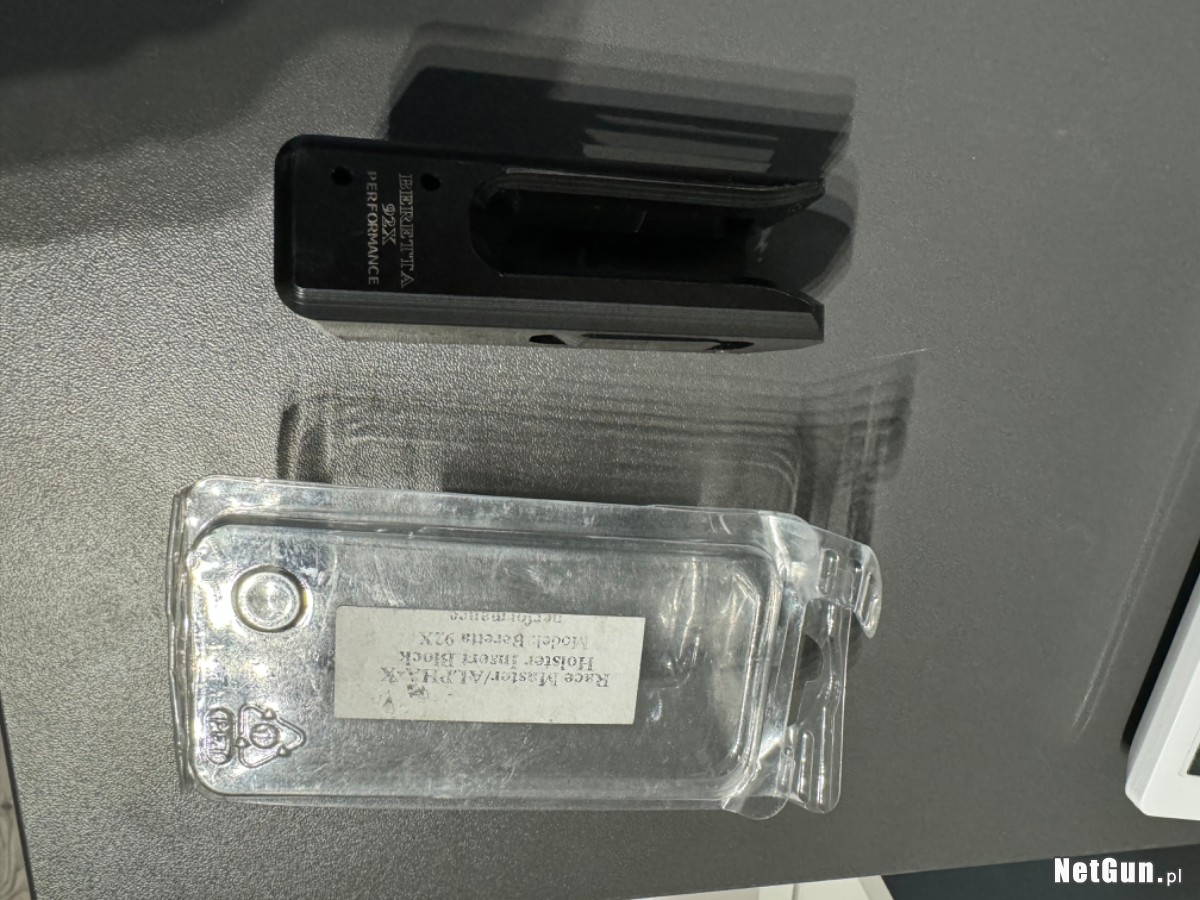 BERETTA
92X
PERFORMANCE
Race Master/ALPHA-X
Holster Insert Block
Model: Beretta 92X
performance
PET
NetGun.pl